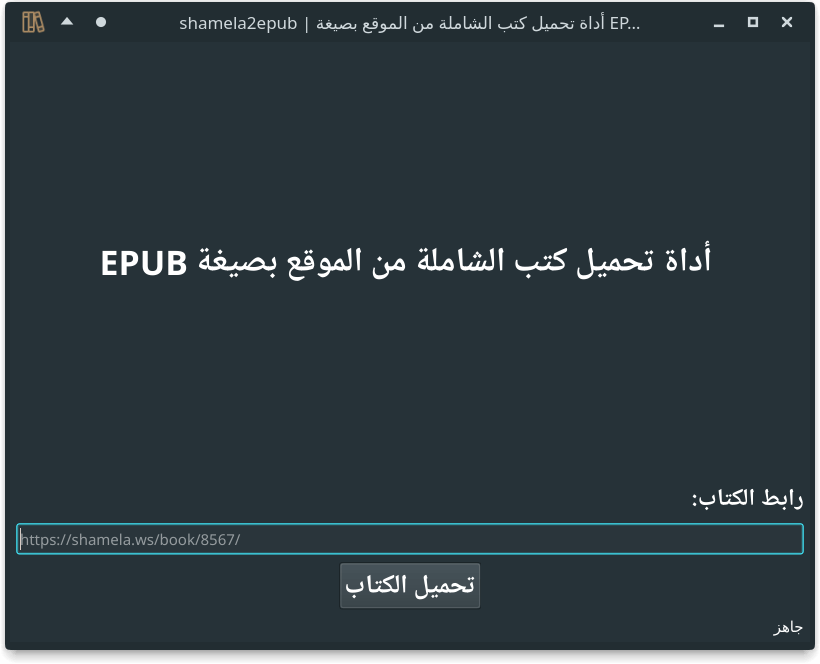 shamela2epub | أداة تحميل كتب الشاملة من الموقع بصيغة EP...
أداة تحميل كتب الشاملة من الموقع بصيغة EPUB
رابط الكتاب:
https://shamela.ws/book/8567/
تحميل الكتاب
جاهز